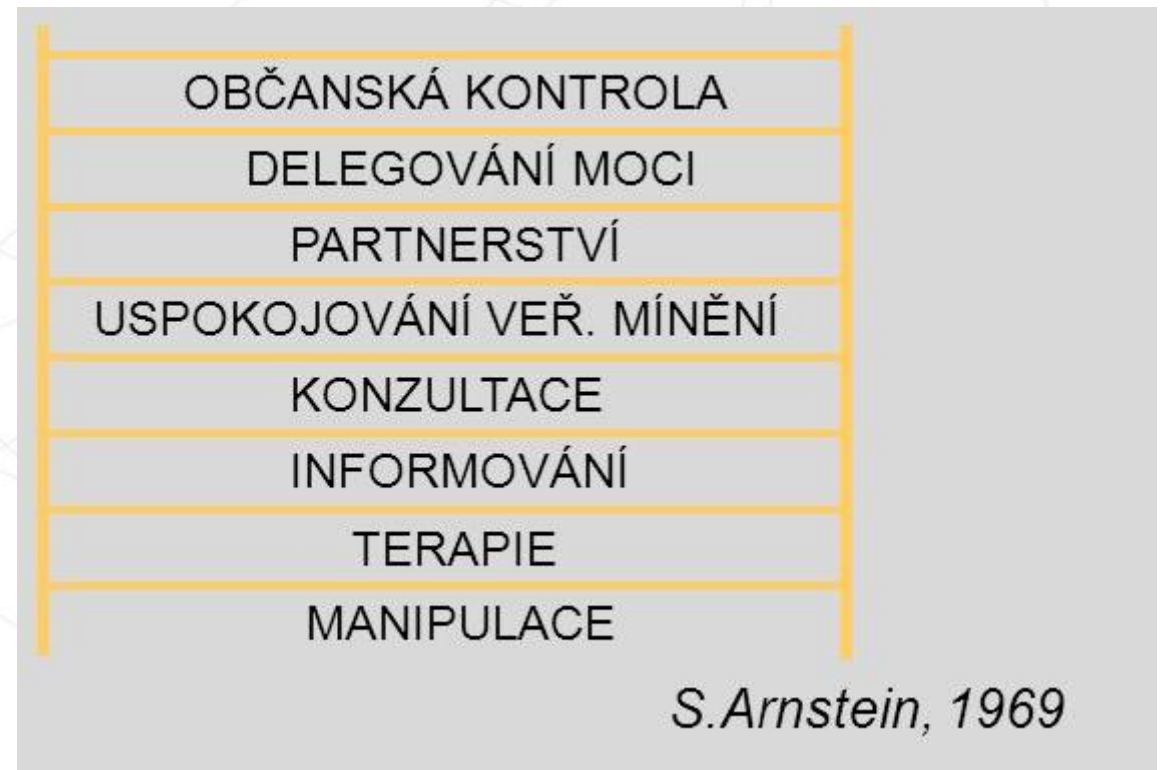 OBČANSKÁ KONTROLA
DELEGOVÁNÍ MOCI
PARTNERSTVÍ
USPOKOJOVÁNÍ VEŘ. MÍNĚNÍ
KONZULTACE
INFORMOVÁNÍ
TERAPIE
MANIPULACE
S.Arnstein, 1969